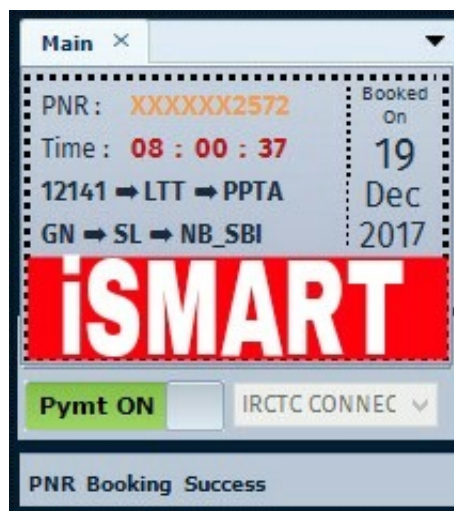 Main ×
PNR : XXXXXX2572
Time : 08 : 00 : 37
12141 ➡ LTT ➡ PPTA
GN ➡ SL ➡ NB_SBI
Booked
On
19
Dec
2017
iSMART
Pymt ON
IRCTC CONNEC
PNR Booking Success